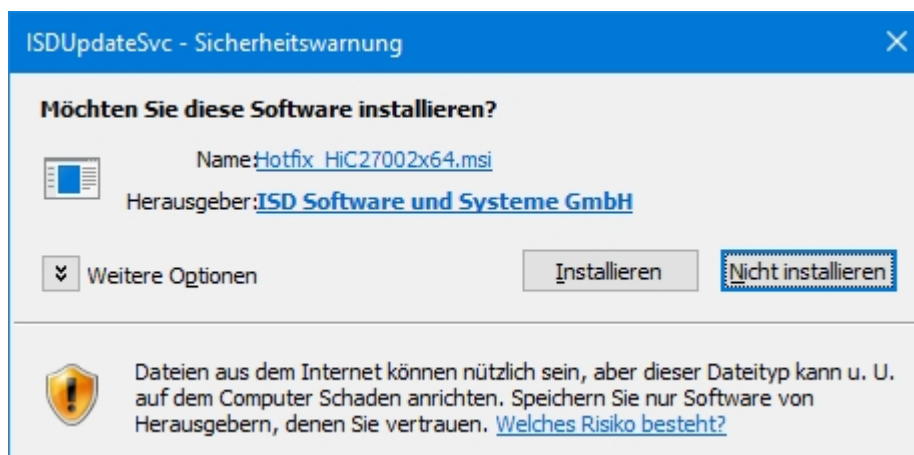 ISDUpdateSvc - Sicherheitswarnung
Möchten Sie diese Software installieren?
Name: Hotfix_HiC27002x64.msi
Herausgeber: ISD Software und Systeme GmbH
Weitere Optionen
Installieren
Nicht installieren
Dateien aus dem Internet können nützlich sein, aber dieser Dateityp kann u. U.
auf dem Computer Schaden anrichten. Speichern Sie nur Software von
Herausgebern, denen Sie vertrauen. Welches Risiko besteht?